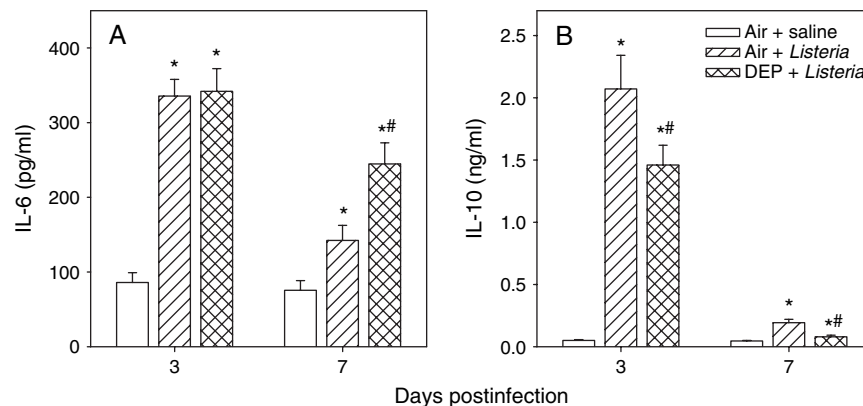 A
IL-6 (pg/ml)
400
300
200
100
0
* *
* *#
3 7
B
Air + saline
Air + Listeria
DEP + Listeria
IL-10 (ng/ml)
2.5
2.0
1.5
1.0
0.5
0.0
*
*#
*
*#
3 7
Days postinfection